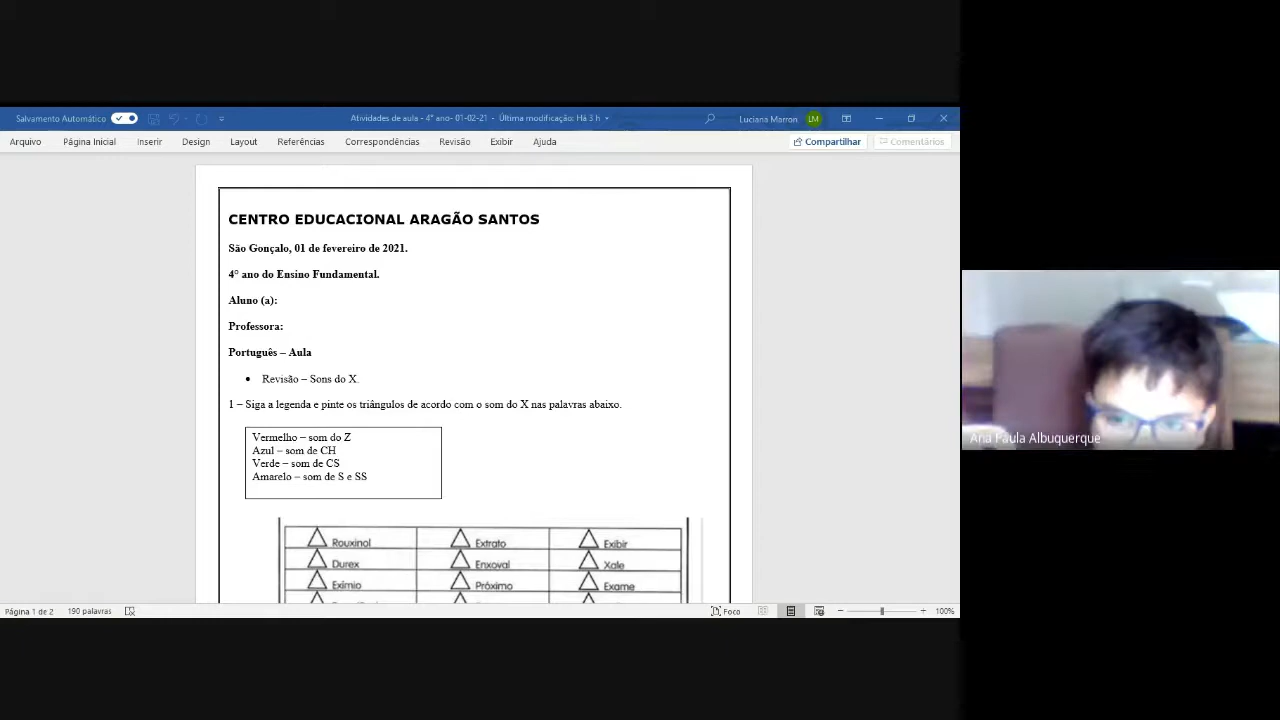 Salvamento Automático
Atividades de aula - 4° ano- 01-02-21 - Última modificação: Há 3 h
Luciana Marron
LM
Arquivo Página Inicial Inserir Design Layout Referências Correspondências Revisão Exibir Ajuda
Compartilhar
Comentários
CENTRO EDUCACIONAL ARAGÃO SANTOS
São Gonçalo, 01 de fevereiro de 2021.
4° ano do Ensino Fundamental.
Aluno (a):
Professora:
Português – Aula
• Revisão – Sons do X.
1 – Siga a legenda e pinte os triângulos de acordo com o som do X nas palavras abaixo.
Vermelho – som do Z
Azul – som de CH
Verde – som de CS
Amarelo – som de S e SS
Rouxinol Extrato Exibir
Durex Enxoval Xale
Exímio Próximo Exame
Página 1 de 2 190 palavras
Foco
100%
Ana Paula Albuquerque